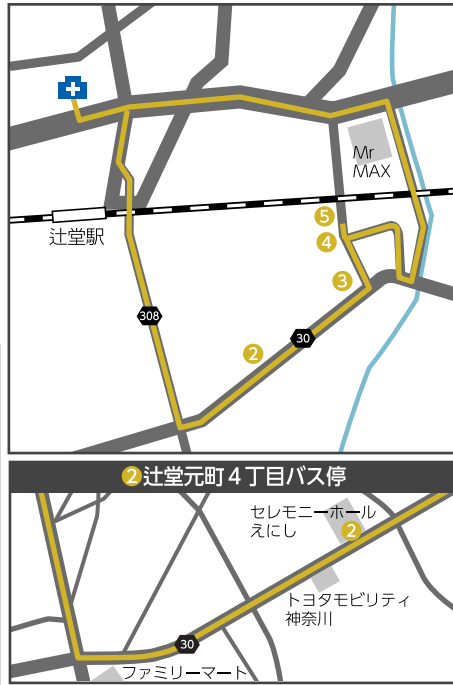 Mr
MAX
辻堂駅
5
4
3
308
2
30
2辻堂元町4丁目バス停
セレモニーホール
えにし
2
トヨタモビリティ
神奈川
30
ファミリーマート